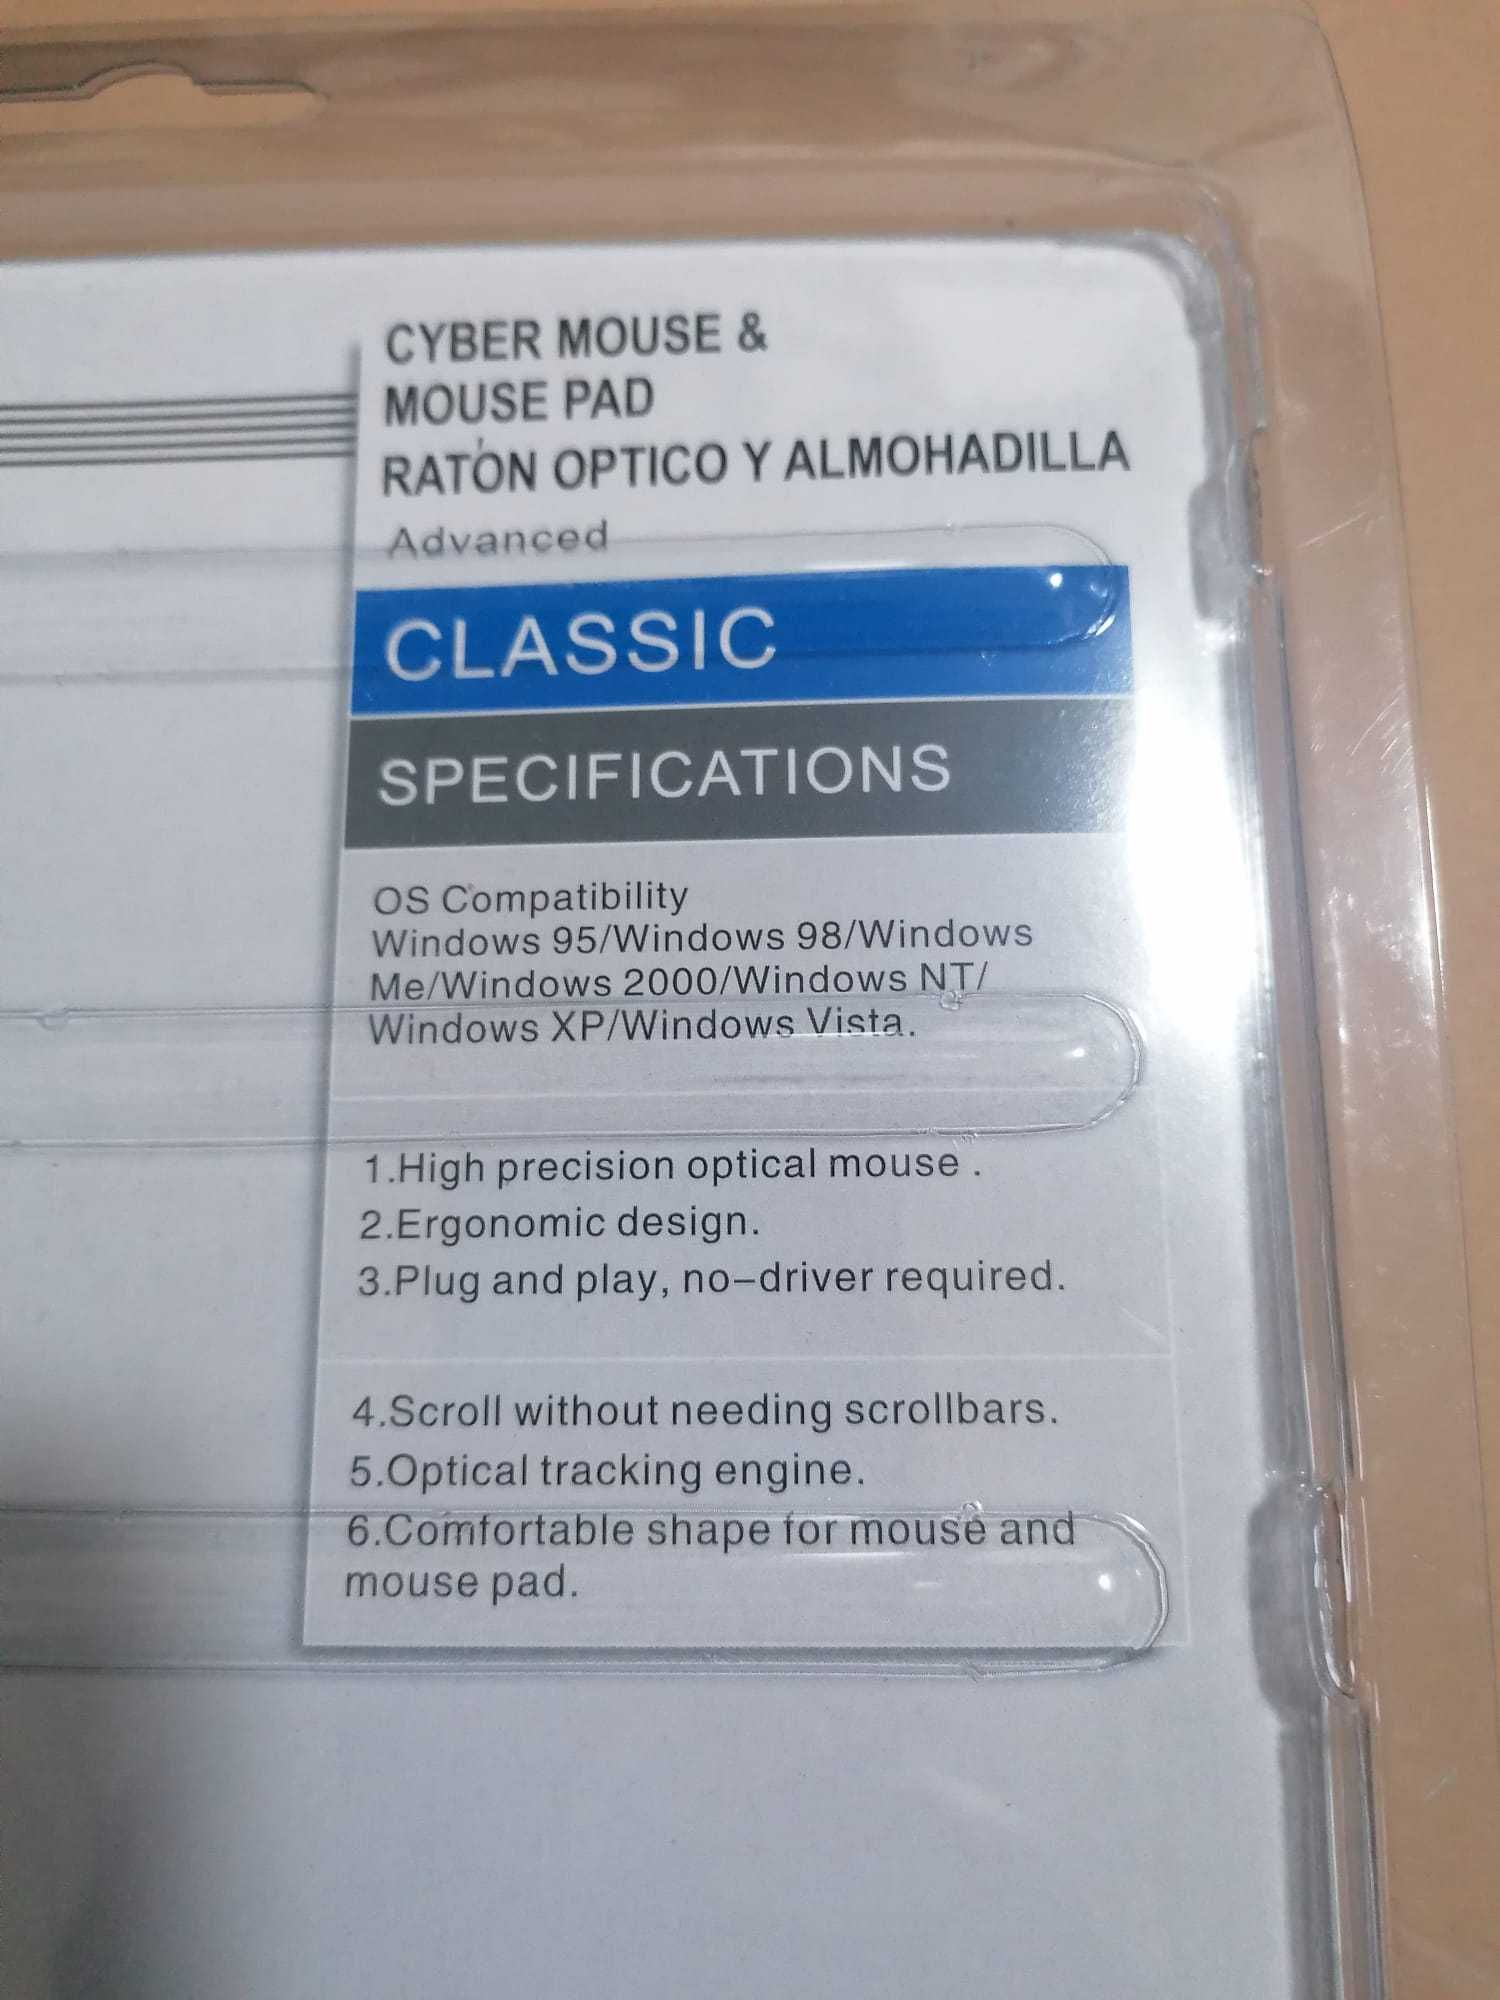 CYBER MOUSE &
MOUSE PAD
RATÓN OPTICO Y ALMOHADILLA
Advanced
CLASSIC
SPECIFICATIONS
OS Compatibility
Windows 95/Windows 98/Windows
Me/Windows 2000/Windows NT/
Windows XP/Windows Vista.
1.High precision optical mouse .
2.Ergonomic design.
3.Plug and play, no–driver required.
4.Scroll without needing scrollbars.
5.Optical tracking engine.
6.Comfortable shape for mouse and
mouse pad.